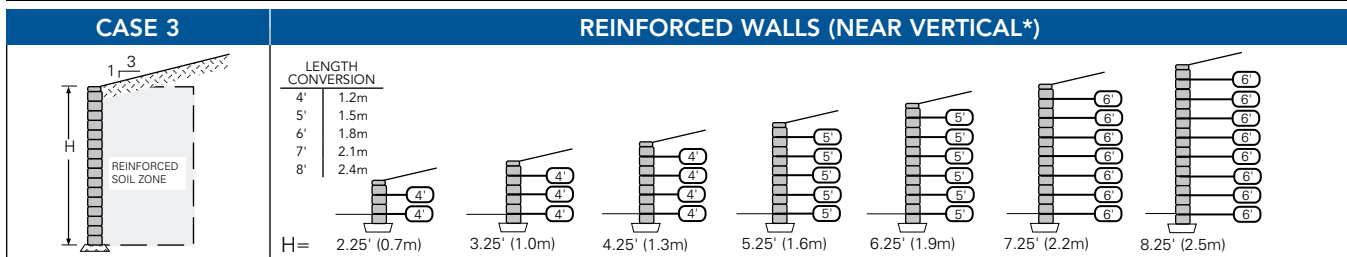 CASE 3
REINFORCED WALLS (NEAR VERTICAL*)
3
1
H
REINFORCED
SOIL ZONE
LENGTH
CONVERSION
4' 1.2m
5' 1.5m
6' 1.8m
7' 2.1m
8' 2.4m
6'
6' 6'
5' 6' 6'
5' 5' 6' 6'
4' 5' 5' 6' 6'
4' 4' 5' 5' 6' 6'
4' 4' 4' 5' 5' 6' 6'
4' 4' 4' 5' 5' 6' 6'
H= 2.25' (0.7m) 3.25' (1.0m) 4.25' (1.3m) 5.25' (1.6m) 6.25' (1.9m) 7.25' (2.2m) 8.25' (2.5m)